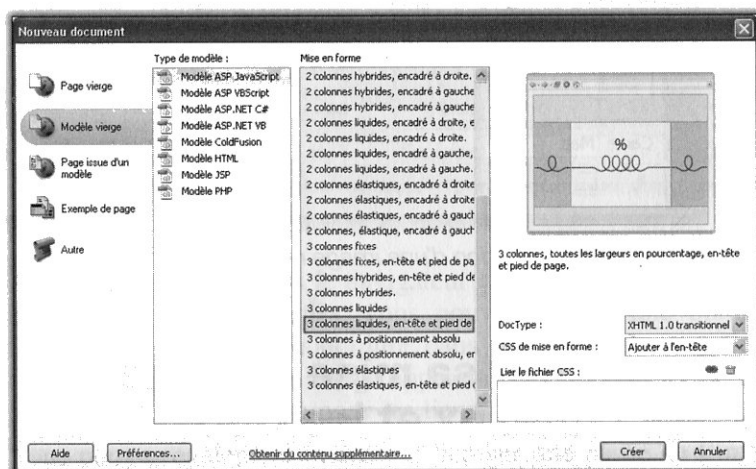 Nouveau document
Page vierge
Modèle vierge
Page issue d'un
modèle
Exemple de page
Autre
Type de modèle :
Modèle ASP JavaScript
Modèle ASP VBScript
Modèle ASP.NET C#
Modèle ASP.NET VB
Modèle ColdFusion
Modèle HTML
Modèle JSP
Modèle PHP
Mise en forme
2 colonnes hybrides, encadré à droite.
2 colonnes hybrides, encadré à gauche
2 colonnes hybrides, encadré à gauche
2 colonnes liquides, encadré à droite, e
2 colonnes liquides, encadré à droite.
2 colonnes liquides, encadré à gauche,
2 colonnes liquides, encadré à gauche.
2 colonnes élastiques, encadré à droite
2 colonnes élastiques, encadré à droite
2 colonnes élastiques, encadré à gauch
2 colonnes, élastique, encadré à gauch
3 colonnes fixes
3 colonnes fixes, en-tête et pied de pa
3 colonnes hybrides, en-tête et pied de
3 colonnes hybrides.
3 colonnes liquides
3 colonnes liquides, en-tête et pied de
3 colonnes à positionnement absolu
3 colonnes à positionnement absolu, en
3 colonnes élastiques
3 colonnes élastiques, en-tête et pied d
%
3 colonnes, toutes les largeurs en pourcentage, en-tête
et pied de page.
DocType : XHTML 1.0 transitionnel
CSS de mise en forme : Ajouter à l'en-tête
Lier le fichier CSS :
Aide Préférences... Obtenir du contenu supplémentaire... Créer Annuler